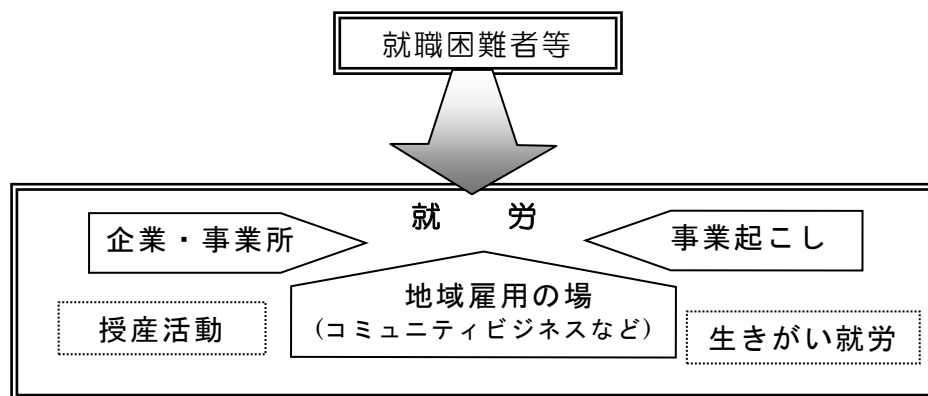 就職困難者等
就　　労
企業・事業所
事業起こし
地域雇用の場
(コミュニティビジネスなど)
授産活動
生きがい就労